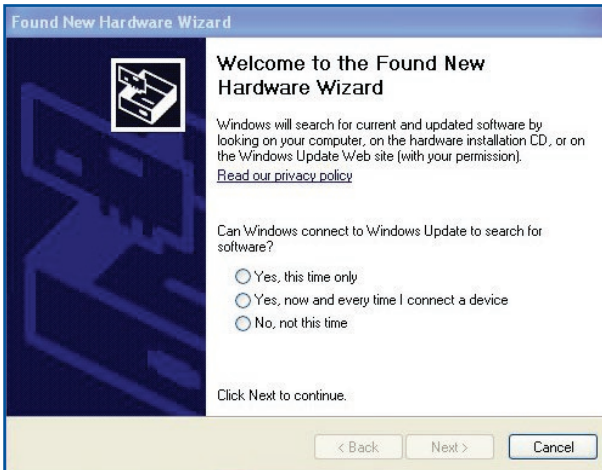 Found New Hardware Wizard
Welcome to the Found New
Hardware Wizard
Windows will search for current and updated software by
looking on your computer, on the hardware installation CD, or on
the Windows Update Web site (with your permission).
Read our privacy policy
Can Windows connect to Windows Update to search for
software?
Yes, this time only
Yes, now and every time I connect a device
No, not this time
Click Next to continue.
< Back
Next >
Cancel